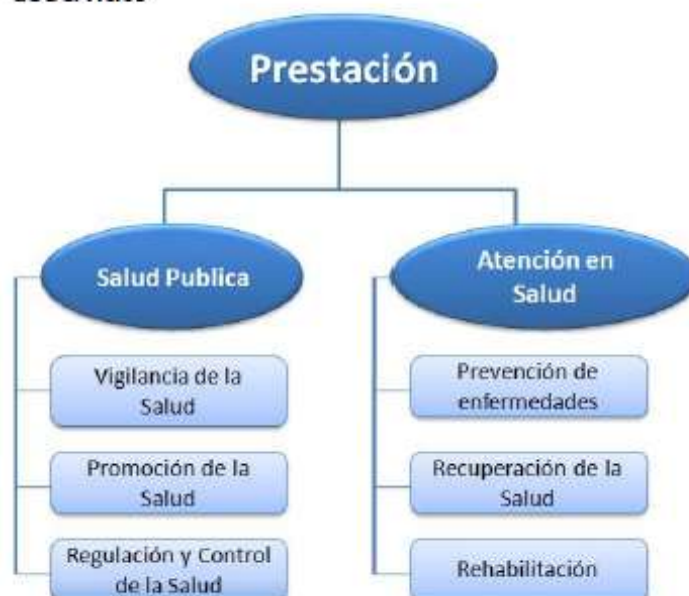 Prestación
Salud Publica
Vigilancia de la
Salud
Promoción de la
Salud
Regulación y Control
de la Salud
Atención en
Salud
Prevención de
enfermedades
Recuperación de la
Salud
Rehabilitación